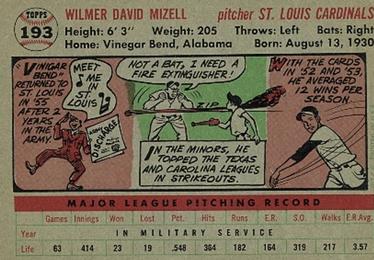 TOPPS
193
WILMER DAVID MIZELL pitcher ST. LOUIS CARDINALS
Height: 6' 3" Weight: 205 Throws: Left Bats: Right
Home: Vinegar Bend, Alabama Born: August 13, 1930
"VINIGAR
BEND"
RETURNED
TO ST.
LOUIS IN
'55
AFTER 2
YEARS
IN THE
ARMY.
MEET
ME IN
ST.
LOUIS
DISCHARGE
NOT A BAT, I NEED A
FIRE EXTINGUISHER!
ZIP
IN THE MINORS, HE
TOPPED THE TEXAS
AND CAROLINA LEAGUES
IN STRIKEOUTS.
WITH THE CARDS
IN '52 AND '53,
HE AVERAGED
12 WINS PER
SEASON.
MAJOR LEAGUE PITCHING RECORD
Games Innings Won Lost Pct. Hits Runs E.R. S.O. Walks E.R.Avg.
Year IN MILITARY SERVICE
Life 63 414 23 19 .548 364 182 164 319 217 3.57